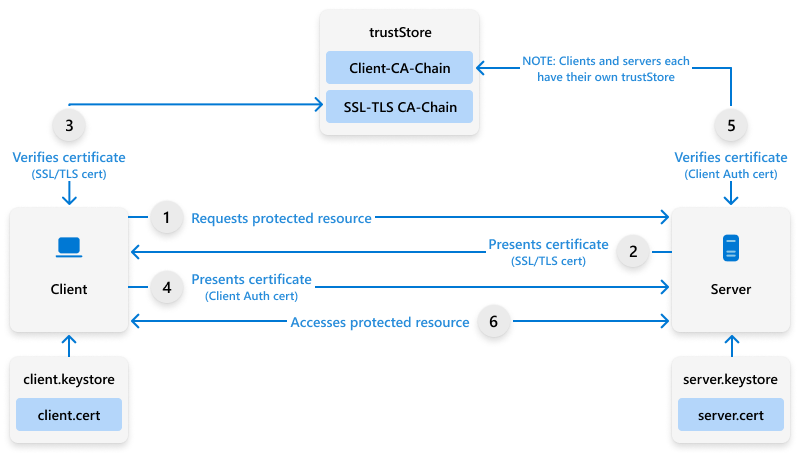 trustStore
Client-CA-Chain
SSL-TLS CA-Chain
NOTE: Clients and servers each
have their own trustStore
3
Verifies certificate
(SSL/TLS cert)
5
Verifies certificate
(Client Auth cert)
1
Requests protected resource
Presents certificate
(SSL/TLS cert)
2
4
Presents certificate
(Client Auth cert)
Accesses protected resource
6
Client
Server
client.keystore
client.cert
server.keystore
server.cert